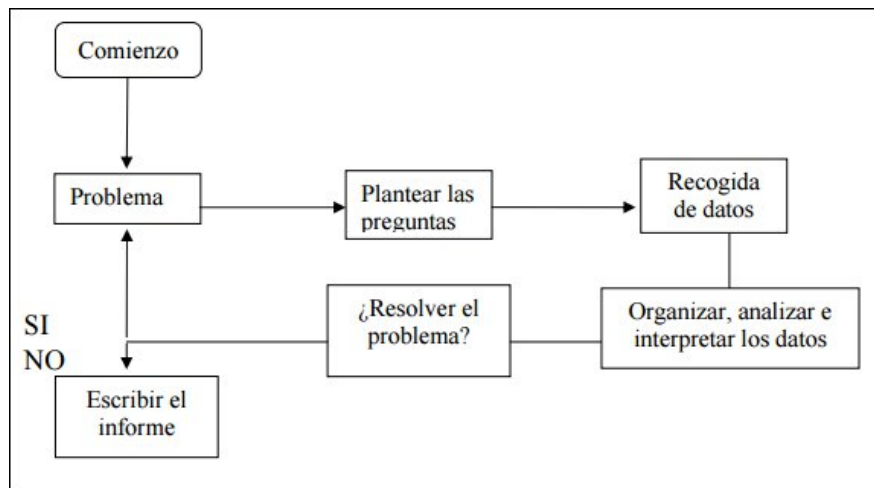 Comienzo
Problema
Plantear las
preguntas
Recogida
de datos
¿Resolver el
problema?
Organizar, analizar e
interpretar los datos
SI
NO
Escribir el
informe